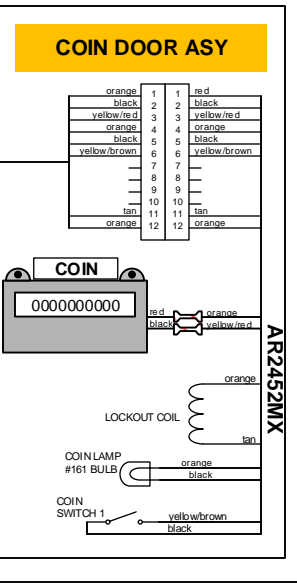 COIN DOOR ASY
orange 1 1 red
black 2 2 black
yellow/red 3 3 yellow/red
orange 4 4 orange
black 5 5 black
yellow/brown 6 6 yellow/brown
7 7
8 8
9 9
10 10
tan 11 11 tan
orange 12 12 orange
COIN
0000000000
red orange
black yellow/red
AR2452MX
orange
LOCKOUT COIL
tan
COIN LAMP
#161 BULB
orange
black
COIN
SWITCH 1
yellow/brown
black